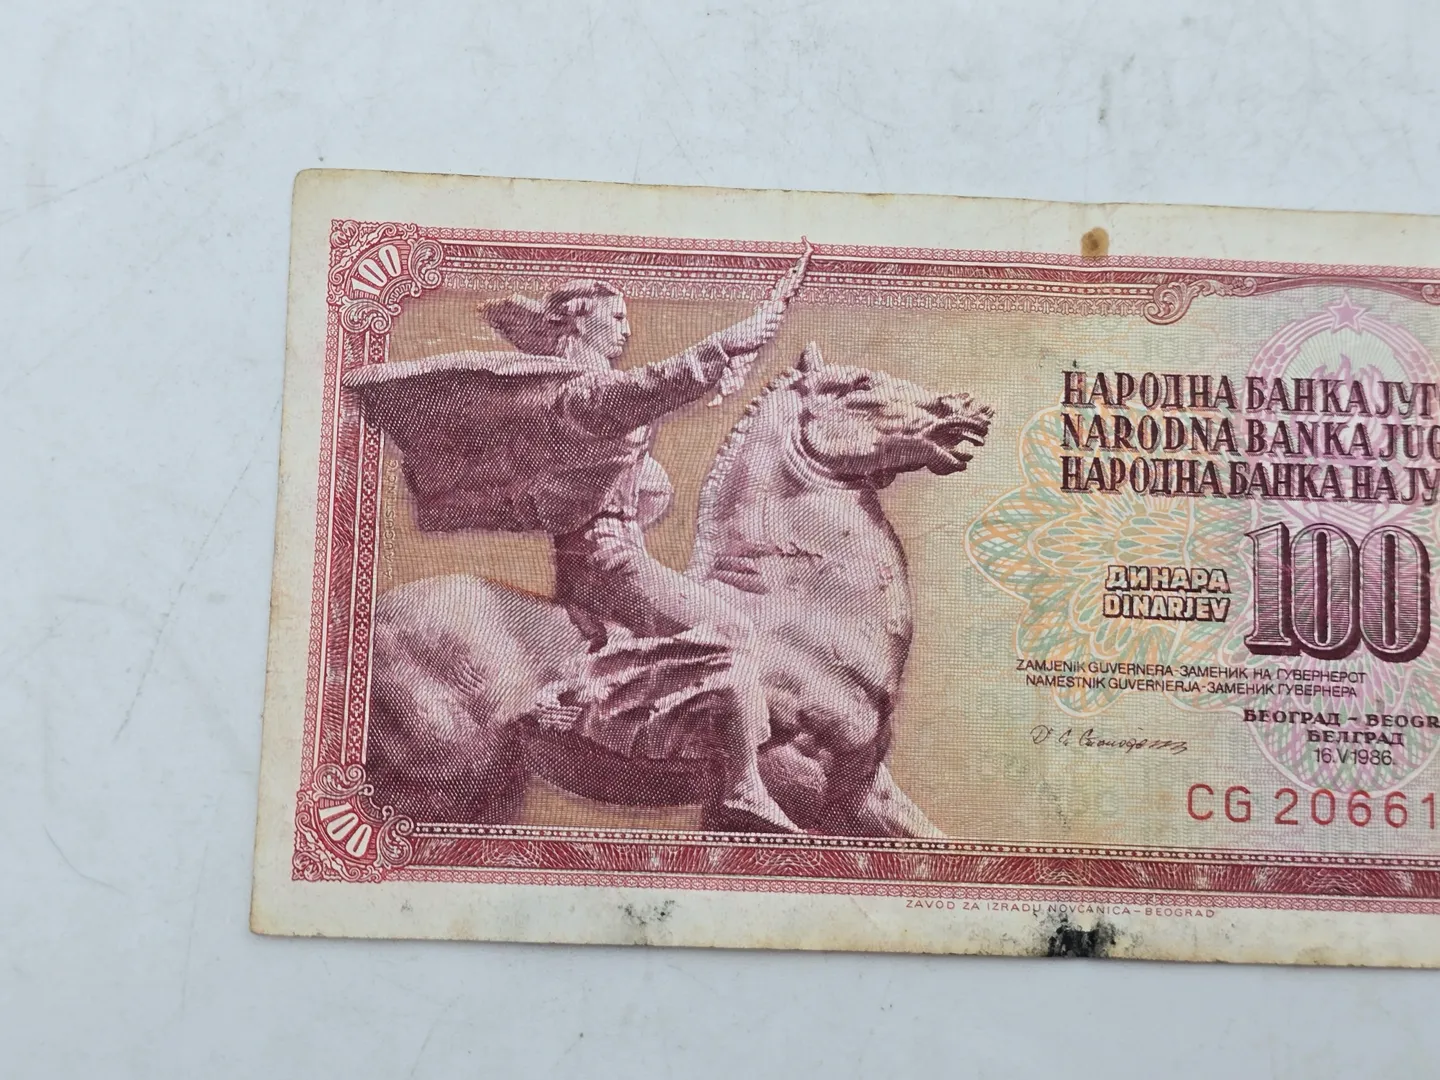 100
НАРОДНА БАНКА ЈУГ
NARODNA BANKA JUG
НАРОДНА БАНКА НА ЈУ
ДИНАРА
DINARJEV
100
ZAMJENIK GUVERNERA-ЗАМЕНИК НА ГУВЕРНЕРОТ
NAMESTNIK GUVERNERJA-ЗАМЕНИК ГУВЕРНЕРА
БЕОГРАД – BEOGR
БЕЛГРАД
16.V.1986.
CG 20661
100
ZAVOD ZA IZRADU NOVČANICA – BEOGRAD